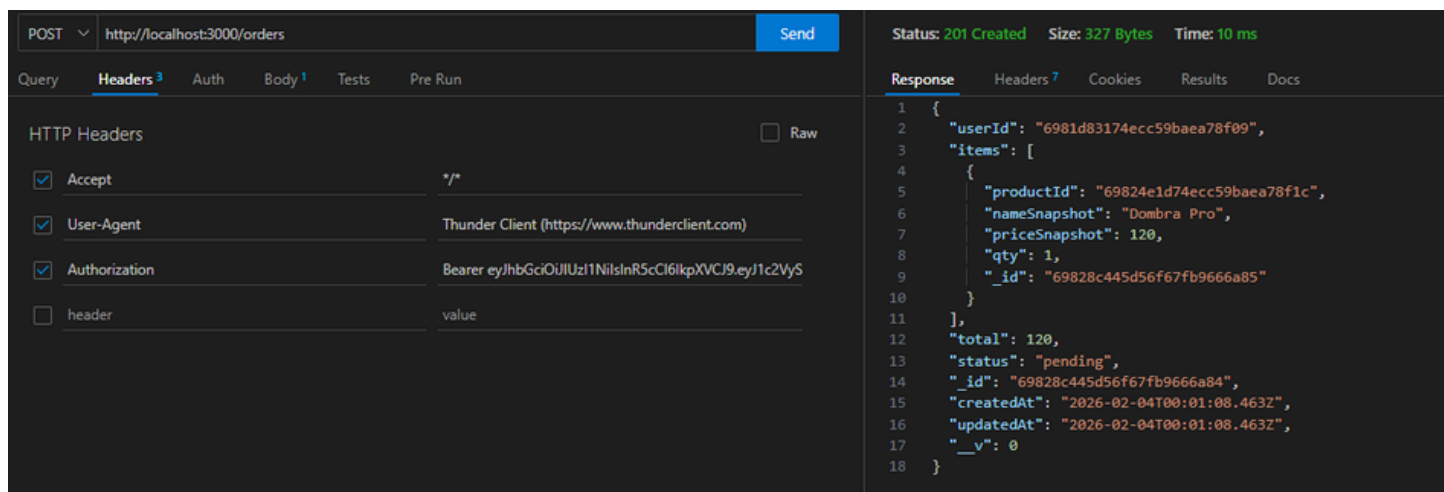 POST http://localhost:3000/orders Send
Query Headers 3 Auth Body 1 Tests Pre Run
HTTP Headers Raw
Accept */*
User-Agent Thunder Client (https://www.thunderclient.com)
Authorization Bearer eyJhbGciOiJIUzI1NiIsInR5cCI6IkpXVCJ9.eyJ1c2VyS
header value
Status: 201 Created Size: 327 Bytes Time: 10 ms
Response Headers 7 Cookies Results Docs
1 {
2 "userId": "6981d83174ecc59baea78f09",
3 "items": [
4 {
5 "productId": "69824e1d74ecc59baea78f1c",
6 "nameSnapshot": "Dombra Pro",
7 "priceSnapshot": 120,
8 "qty": 1,
9 "_id": "69828c445d56f67fb9666a85"
10 }
11 ],
12 "total": 120,
13 "status": "pending",
14 "_id": "69828c445d56f67fb9666a84",
15 "createdAt": "2026-02-04T00:01:08.463Z",
16 "updatedAt": "2026-02-04T00:01:08.463Z",
17 "__v": 0
18 }